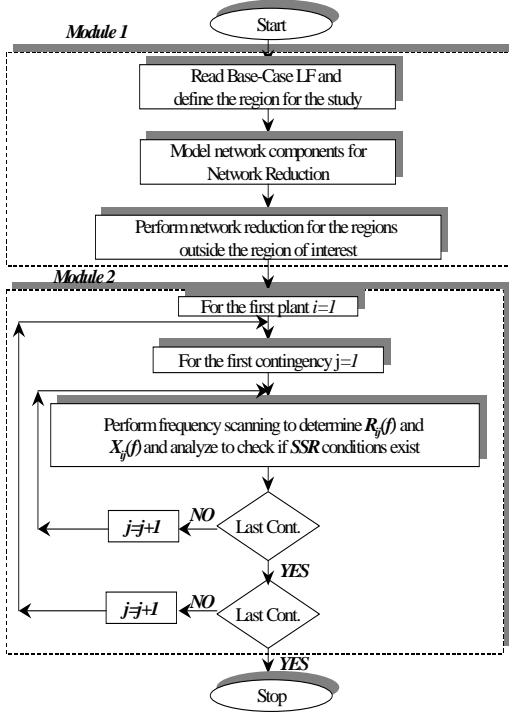 Start
Module 1
Read Base-Case LF and
define the region for the study
Model network components for
Network Reduction
Perform network reduction for the regions
outside the region of interest
Module 2
For the first plant i=1
For the first contingency j=1
Perform frequency scanning to determine Rij(f) and
Xij(f) and analyze to check if SSR conditions exist
j=j+1
NO
Last Cont.
YES
j=j+1
NO
Last Cont.
YES
Stop